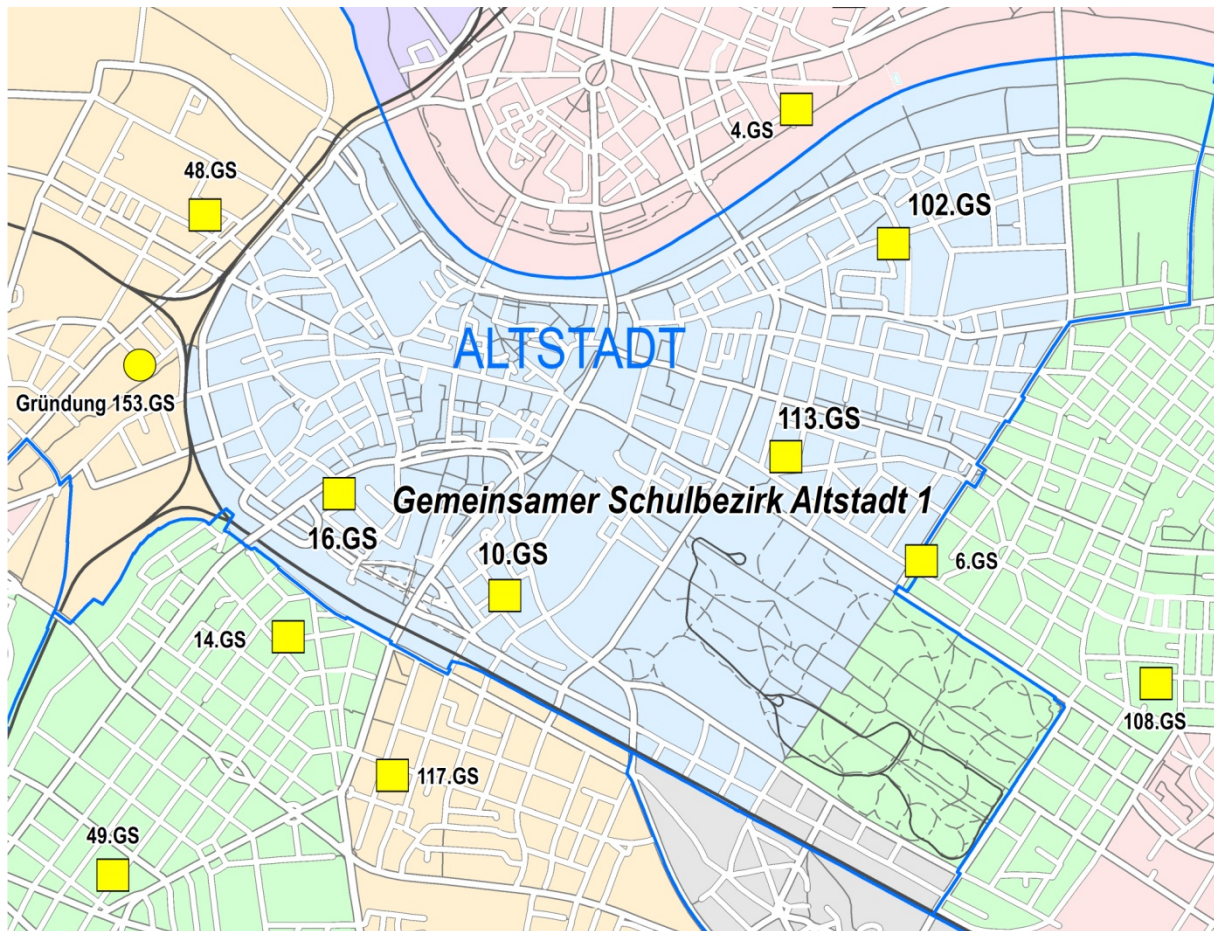 4.GS
48.GS
102.GS
ALTSTADT
Gründung 153.GS
113.GS
Gemeinsamer Schulbezirk Altstadt 1
16.GS
10.GS
6.GS
14.GS
108.GS
117.GS
49.GS